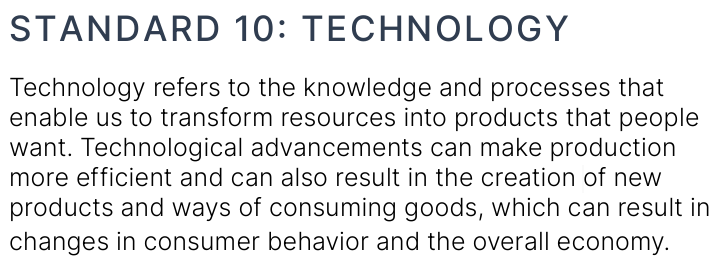 STANDARD 10: TECHNOLOGY
Technology refers to the knowledge and processes that
enable us to transform resources into products that people
want. Technological advancements can make production
more efficient and can also result in the creation of new
products and ways of consuming goods, which can result in
changes in consumer behavior and the overall economy.